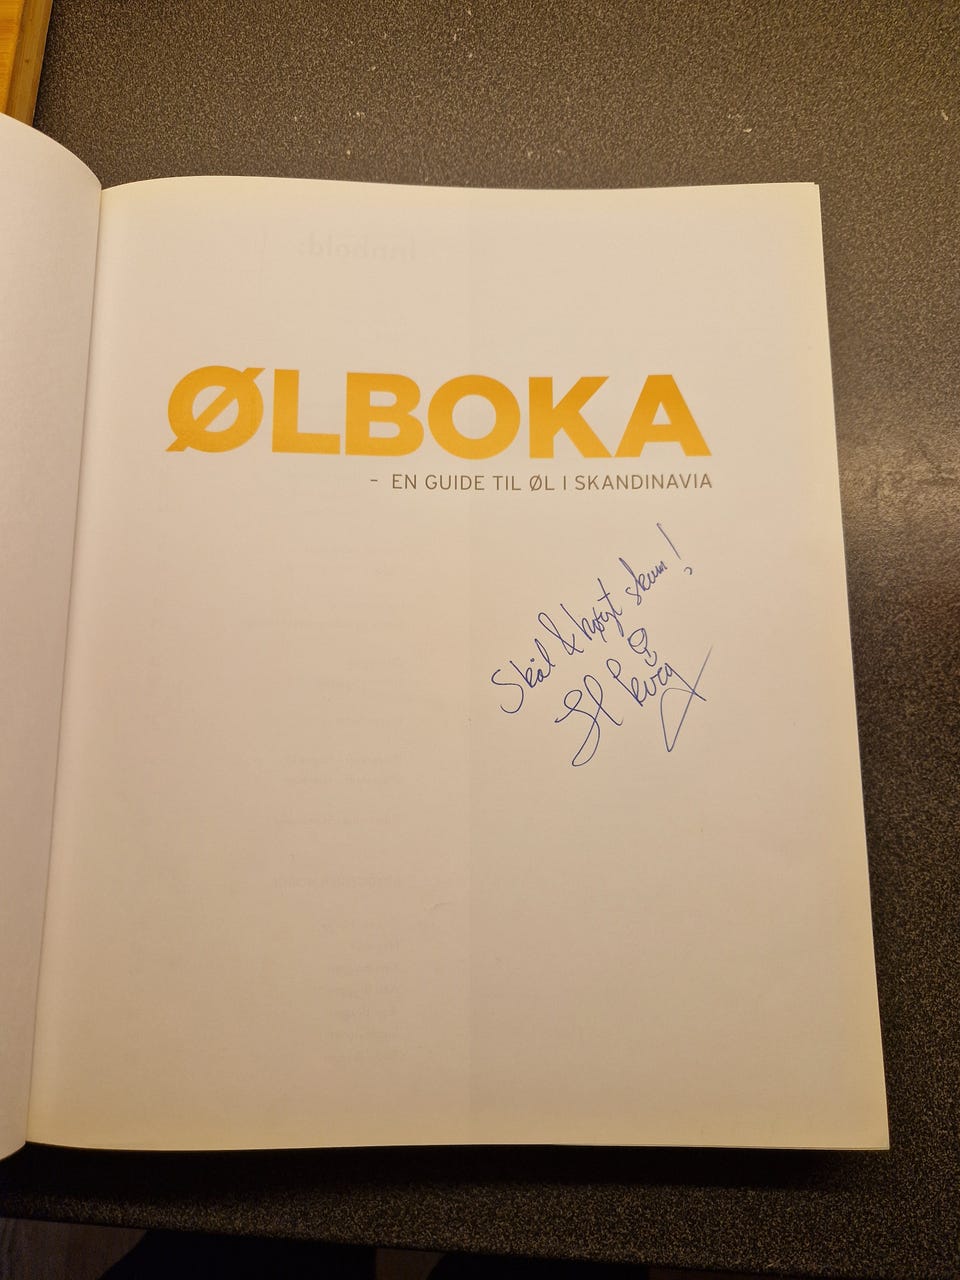 ØLBOKA
- EN GUIDE TIL ØL I SKANDINAVIA
Skål & høyt skum!